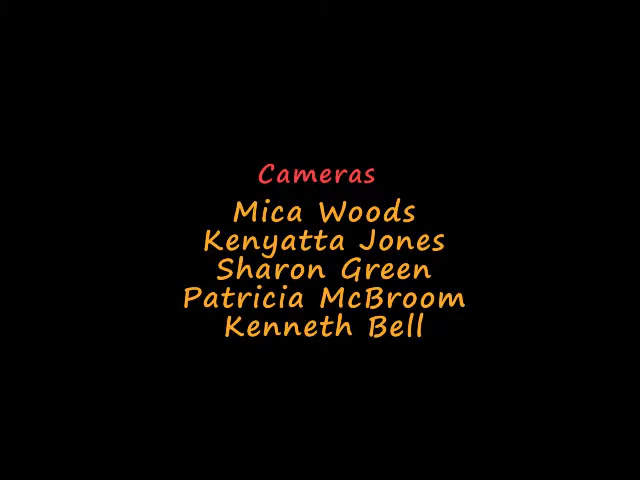 Cameras
Mica Woods
Kenyatta Jones
Sharon Green
Patricia McBroom
Kenneth Bell